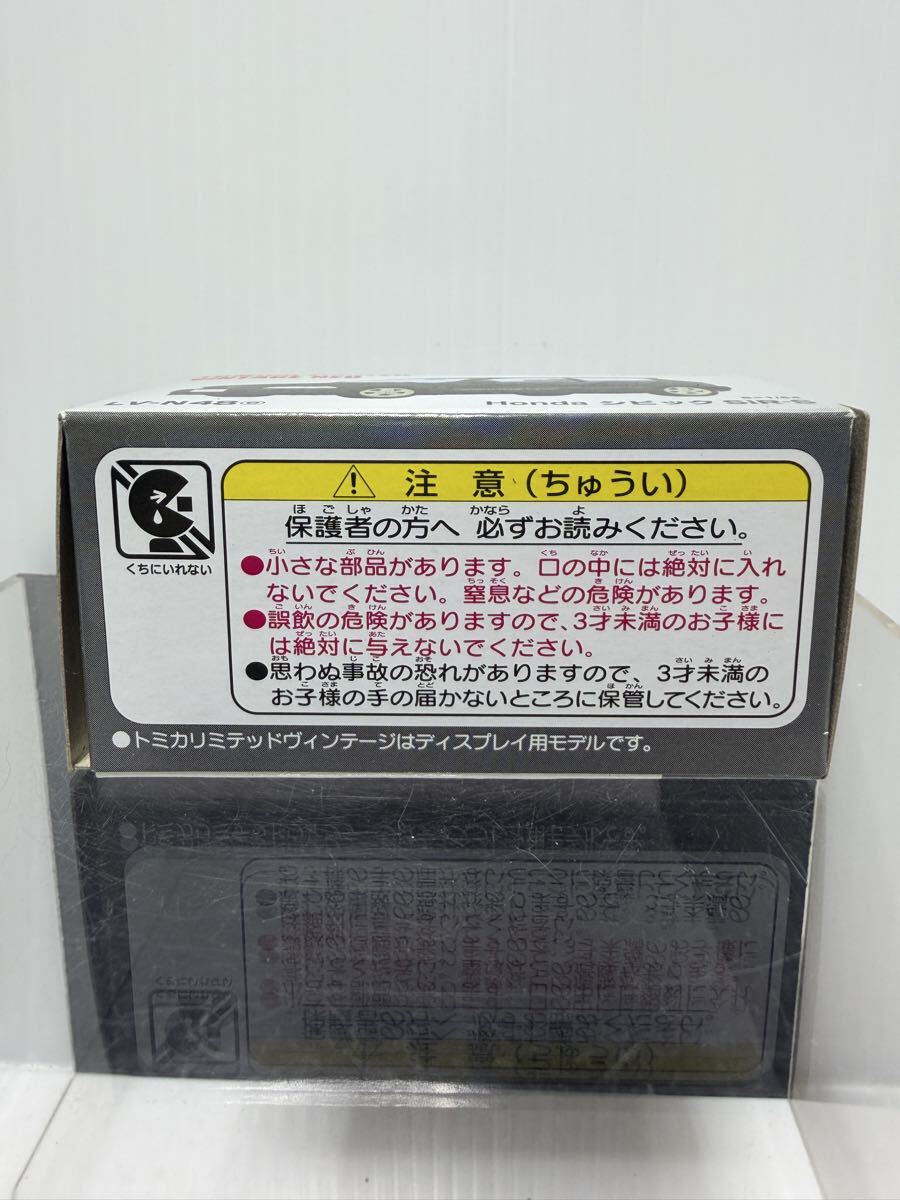 LV-N48
Honda シビック SiR-S
くちにいれない
注意(ちゅうい)
保護者の方へ 必ずお読みください。
●小さな部品があります。口の中には絶対に入れ
ないでください。窒息などの危険があります。
●誤飲の危険がありますので、3才未満のお子様に
は絶対に与えないでください。
●思わぬ事故の恐れがありますので、3才未満の
お子様の手の届かないところに保管してください。
●トミカリミテッドヴィンテージはディスプレイ用モデルです。